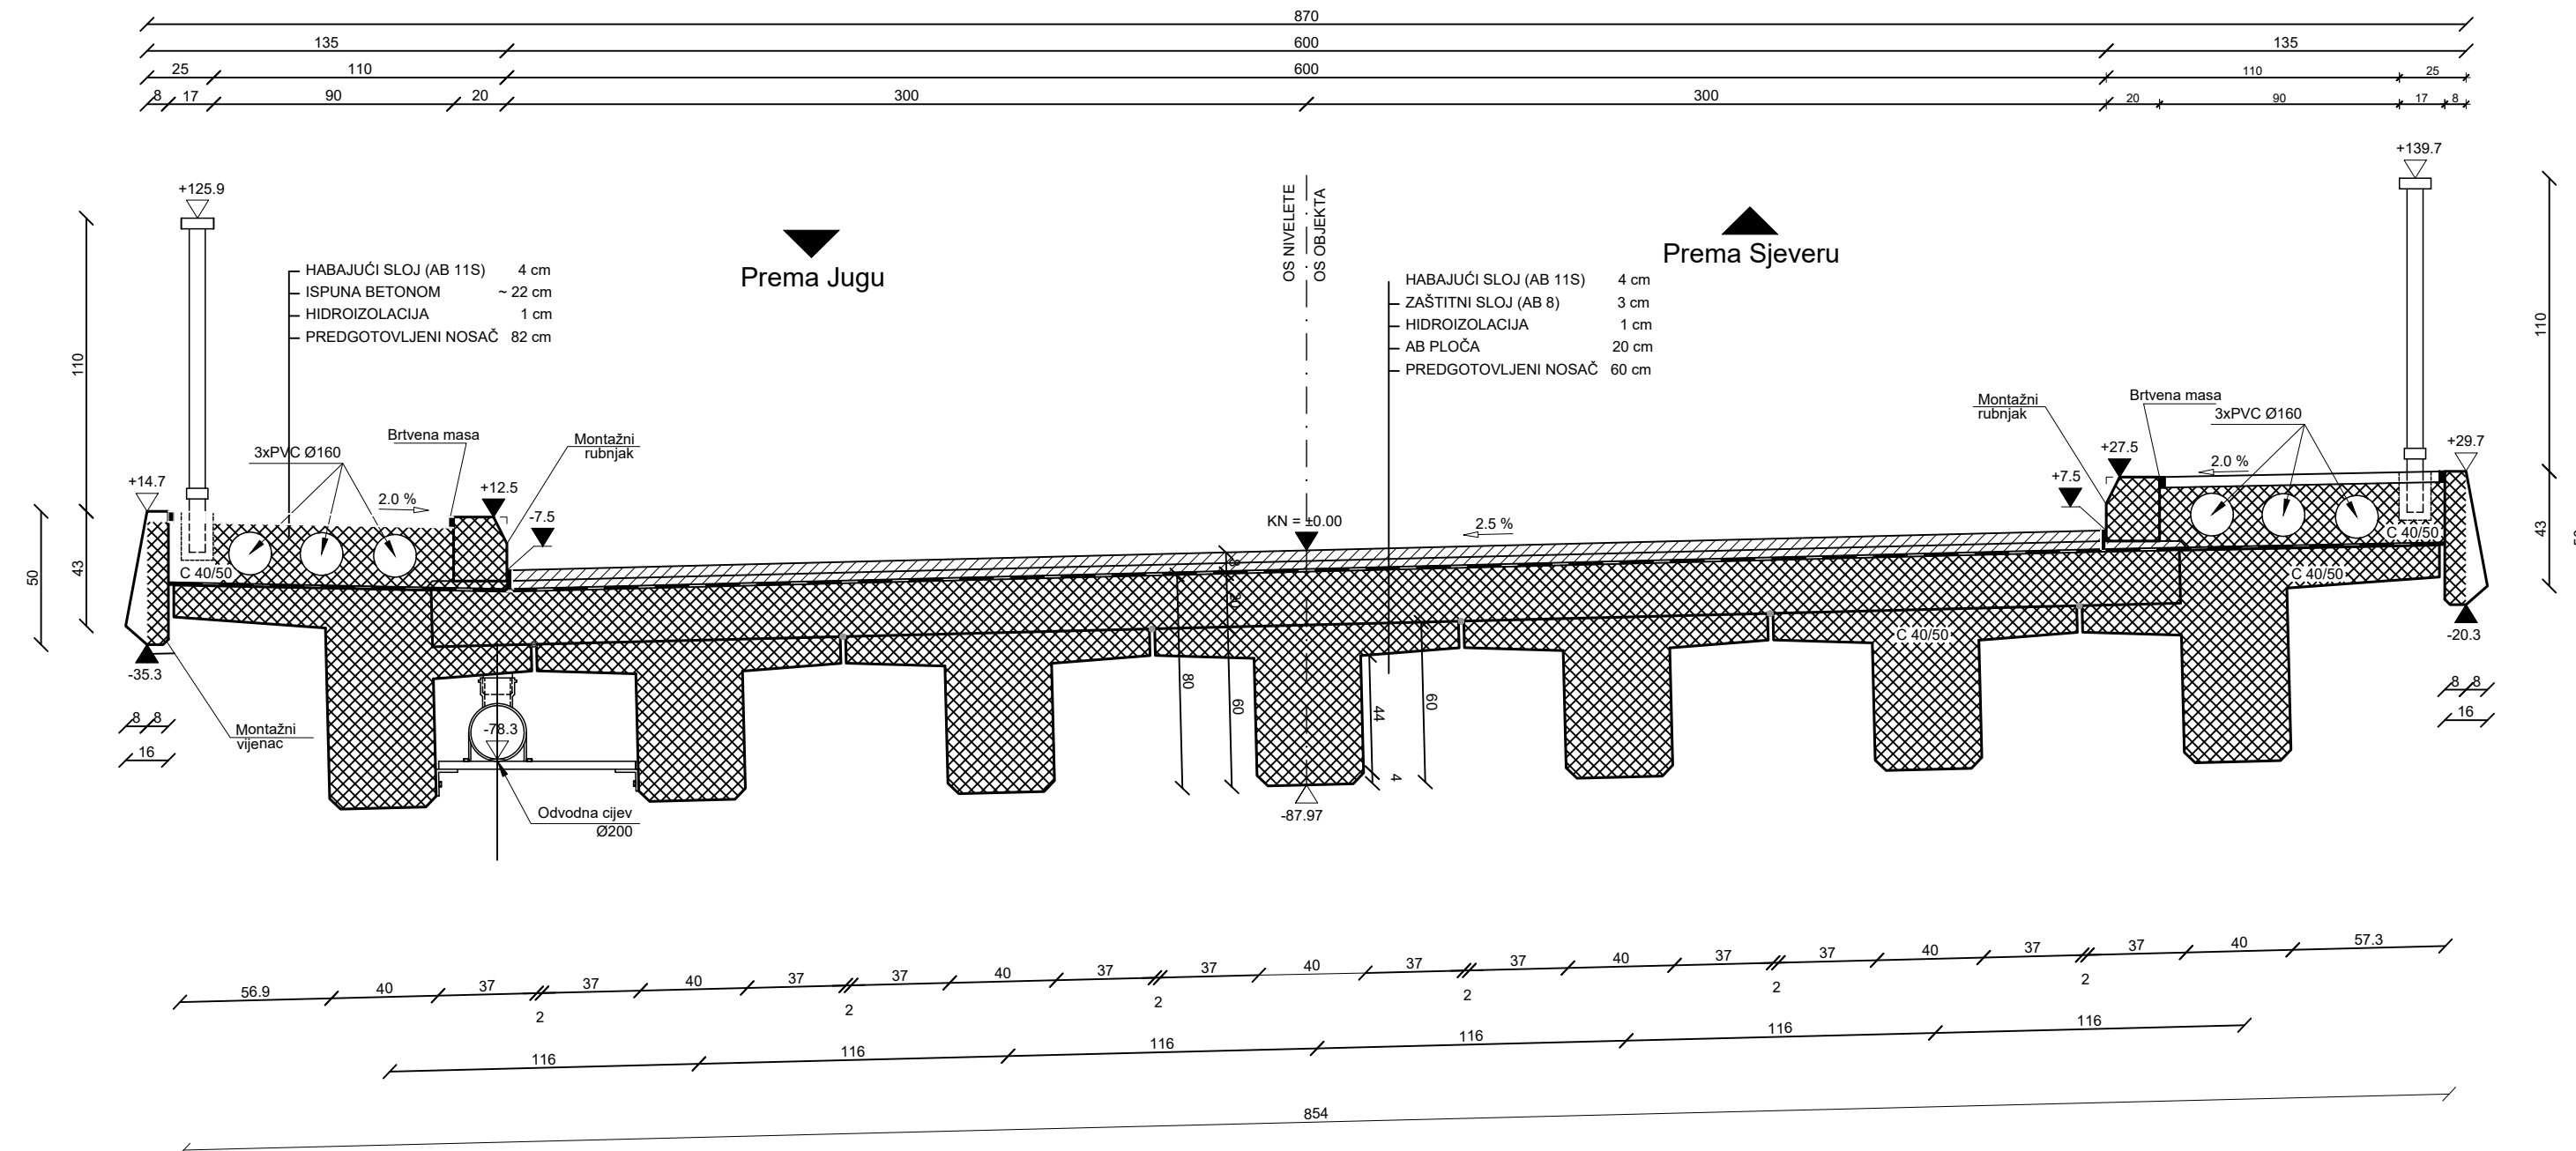 870
135 600 135
25 110 600 110 25
8 17 90 20 300 300 20 90 17 8
+139.7
+125.9
OS NIVELETE
OS OBJEKTA
Prema Jugu
Prema Sjeveru
HABAJUĆI SLOJ (AB 11S) 4 cm
ISPUNA BETONOM ~ 22 cm
HIDROIZOLACIJA 1 cm
PREDGOTOVLJENI NOSAČ 82 cm
HABAJUĆI SLOJ (AB 11S) 4 cm
ZAŠTITNI SLOJ (AB 8) 3 cm
HIDROIZOLACIJA 1 cm
AB PLOČA 20 cm
PREDGOTOVLJENI NOSAČ 60 cm
110
110
Brtvena masa
Montažni
rubnjak
3xPVC Ø160
Montažni
rubnjak
Brtvena masa
3xPVC Ø160
+14.7
2.0 %
+12.5
-7.5
KN = ±0.00
2.5 %
+7.5
+27.5
2.0 %
+29.7
50
43
43
C 40/50
C 40/50
C 40/50
C 40/50
8
20
80
60
44
4
60
-35.3
-20.3
8 8
16
8 8
16
Montažni
vijenac
-78.3
Odvodna cijev
Ø200
-87.97
56.9 40 37 37 40 37 37 40 37 37 40 37 37 40 37 37 40 37 37 40 57.3
2 2 2 2 2 2
116 116 116 116 116 116
854